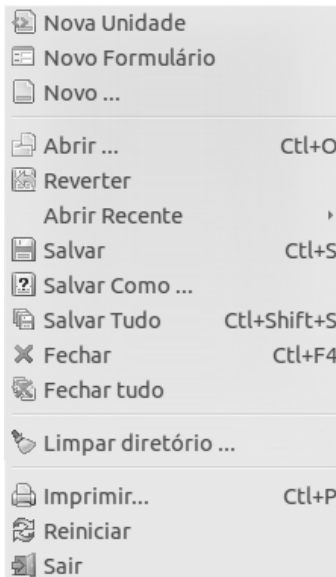 Nova Unidade
Novo Formulário
Novo ...
Abrir ... Ctl+O
Reverter
Abrir Recente
Salvar Ctl+S
Salvar Como ...
Salvar Tudo Ctl+Shift+S
Fechar Ctl+F4
Fechar tudo
Limpar diretório ...
Imprimir... Ctl+P
Reiniciar
Sair